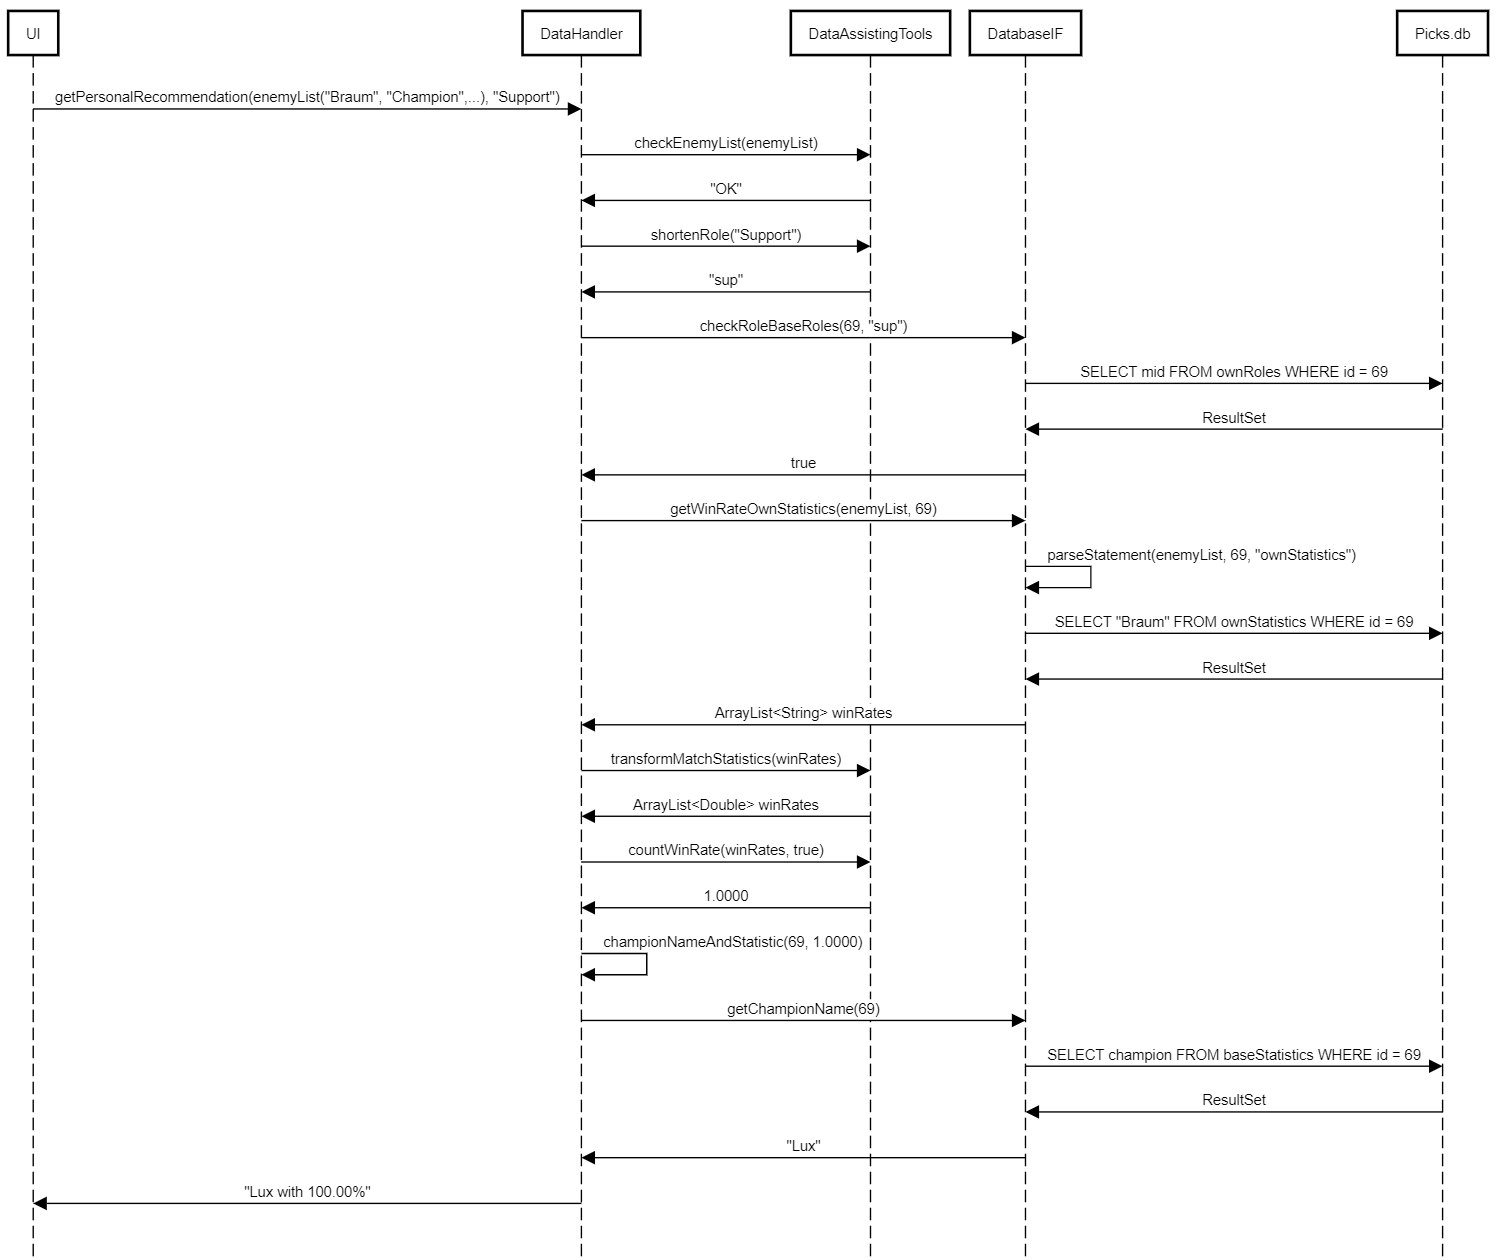 UI
DataHandler
DataAssistingTools
DatabaseIF
Picks.db
getPersonalRecommendation(enemyList("Braum", "Champion",...), "Support")
checkEnemyList(enemyList)
"OK"
shortenRole("Support")
"sup"
checkRoleBaseRoles(69, "sup")
SELECT mid FROM ownRoles WHERE id = 69
ResultSet
true
getWinRateOwnStatistics(enemyList, 69)
parseStatement(enemyList, 69, "ownStatistics")
SELECT "Braum" FROM ownStatistics WHERE id = 69
ResultSet
ArrayList<String> winRates
transformMatchStatistics(winRates)
ArrayList<Double> winRates
countWinRate(winRates, true)
1.0000
championNameAndStatistic(69, 1.0000)
getChampionName(69)
SELECT champion FROM baseStatistics WHERE id = 69
ResultSet
"Lux"
"Lux with 100.00%"